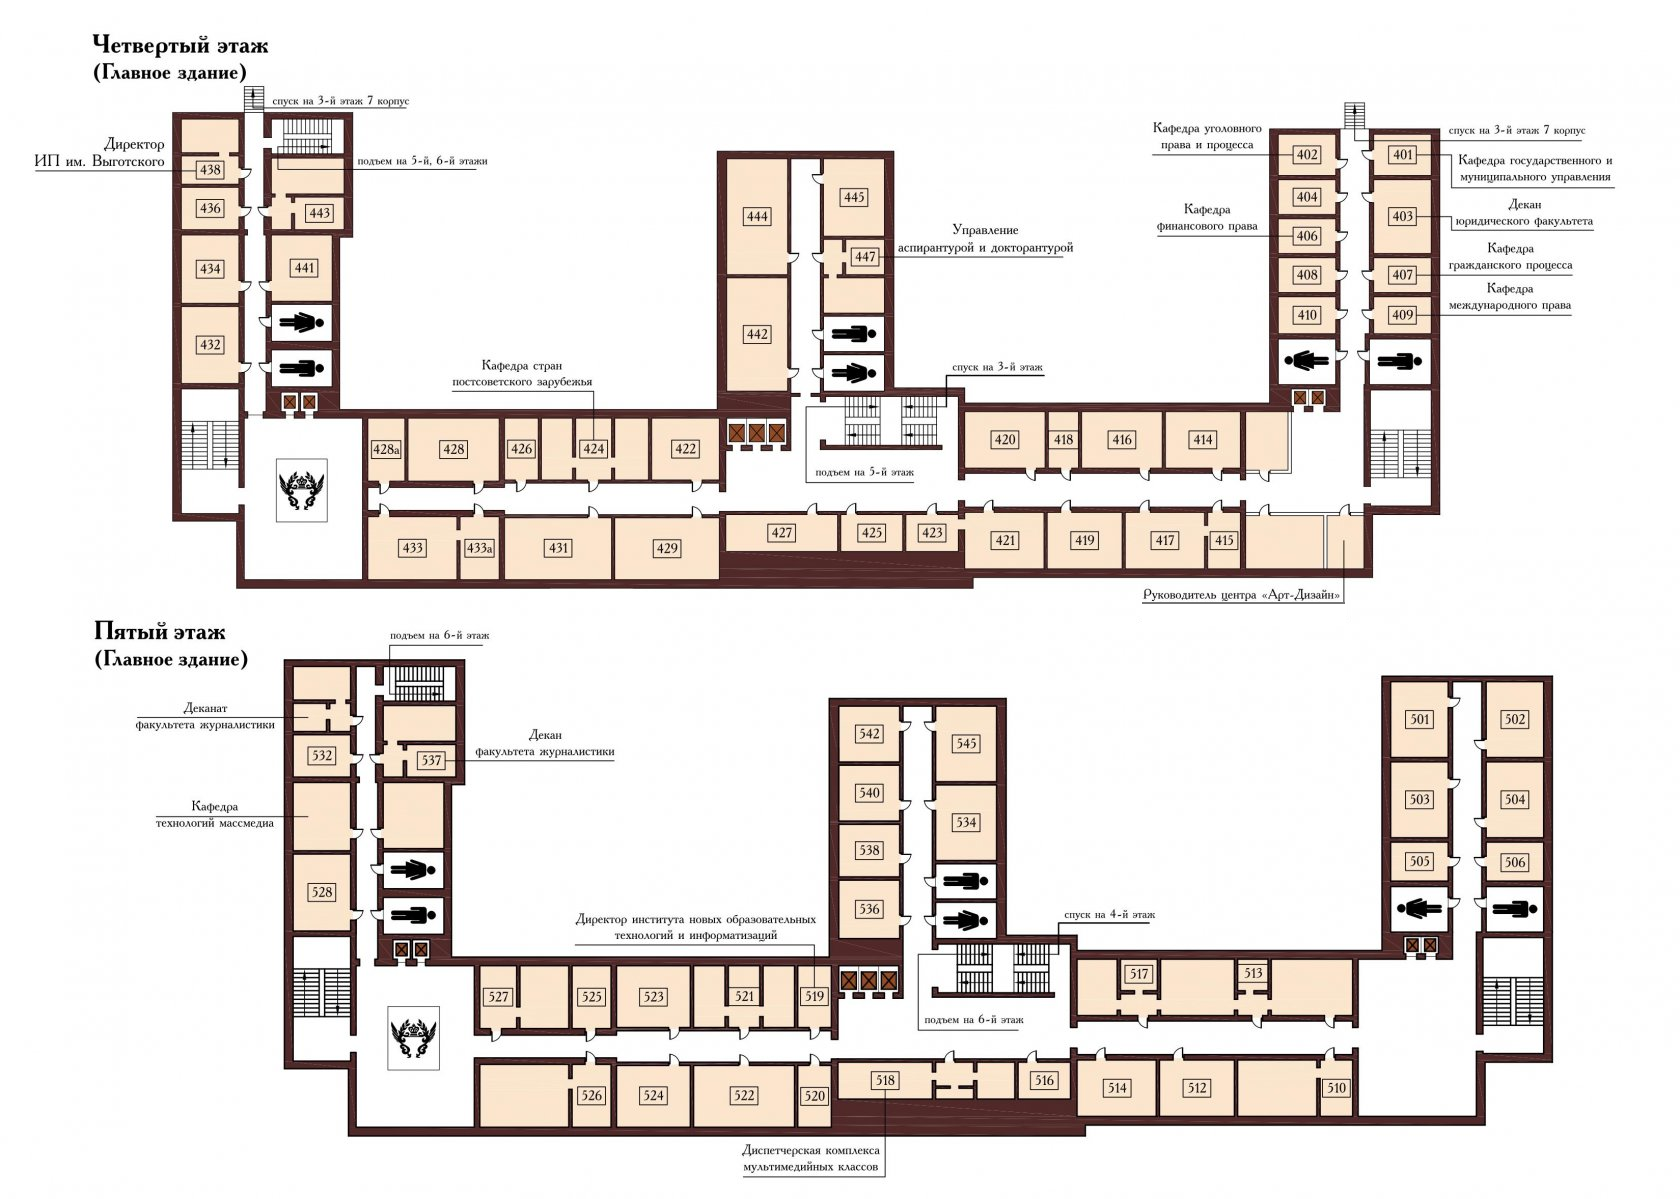 Четвертый этаж
(Главное здание)
спуск на 3-й этаж 7 корпус
Директор
ИП им. Выготского
подъем на 5-й, 6-й этажи
438
436
443
434
441
432
Кафедра стран
постсоветского зарубежья
444
445
447
442
Управление
аспирантурой и докторантурой
спуск на 3-й этаж
подъем на 5-й этаж
Кафедра уголовного
права и процесса
спуск на 3-й этаж 7 корпус
402
401
Кафедра государственного и
муниципального управления
404
403
Декан
юридического факультета
Кафедра
финансового права
406
Кафедра
гражданского процесса
408
407
Кафедра
международного права
410
409
428а
428
426
424
422
420
418
416
414
433
433а
431
429
427
425
423
421
419
417
415
Руководитель центра «Арт-Дизайн»
Пятый этаж
(Главное здание)
подъем на 6-й этаж
Деканат
факультета журналистики
532
537
Декан
факультета журналистики
Кафедра
технологий массмедиа
528
Директор института новых образовательных
технологий и информатизаций
542
545
540
534
538
536
спуск на 4-й этаж
подъем на 6-й этаж
501
502
503
504
505
506
527
525
523
521
519
517
513
526
524
522
520
518
516
514
512
510
Диспетчерская комплекса
мультимедийных классов